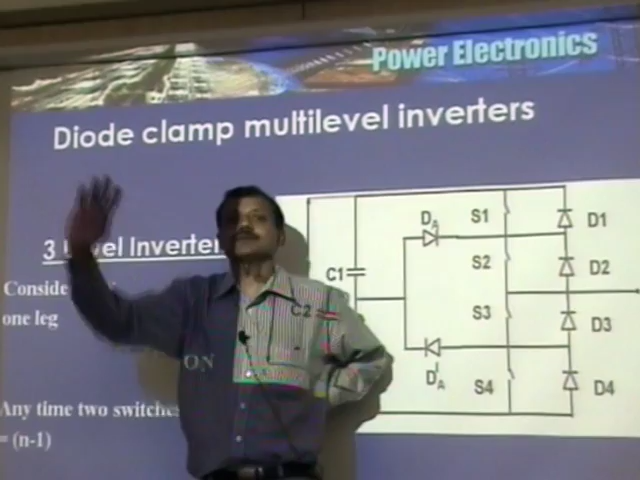 Power Electronics
Diode clamp multilevel inverters
3 Level Inverter
Conside
one leg
ON
Any time two switches
= (n-1)
C1
C2
DA
D'A
S1
S2
S3
S4
D1
D2
D3
D4